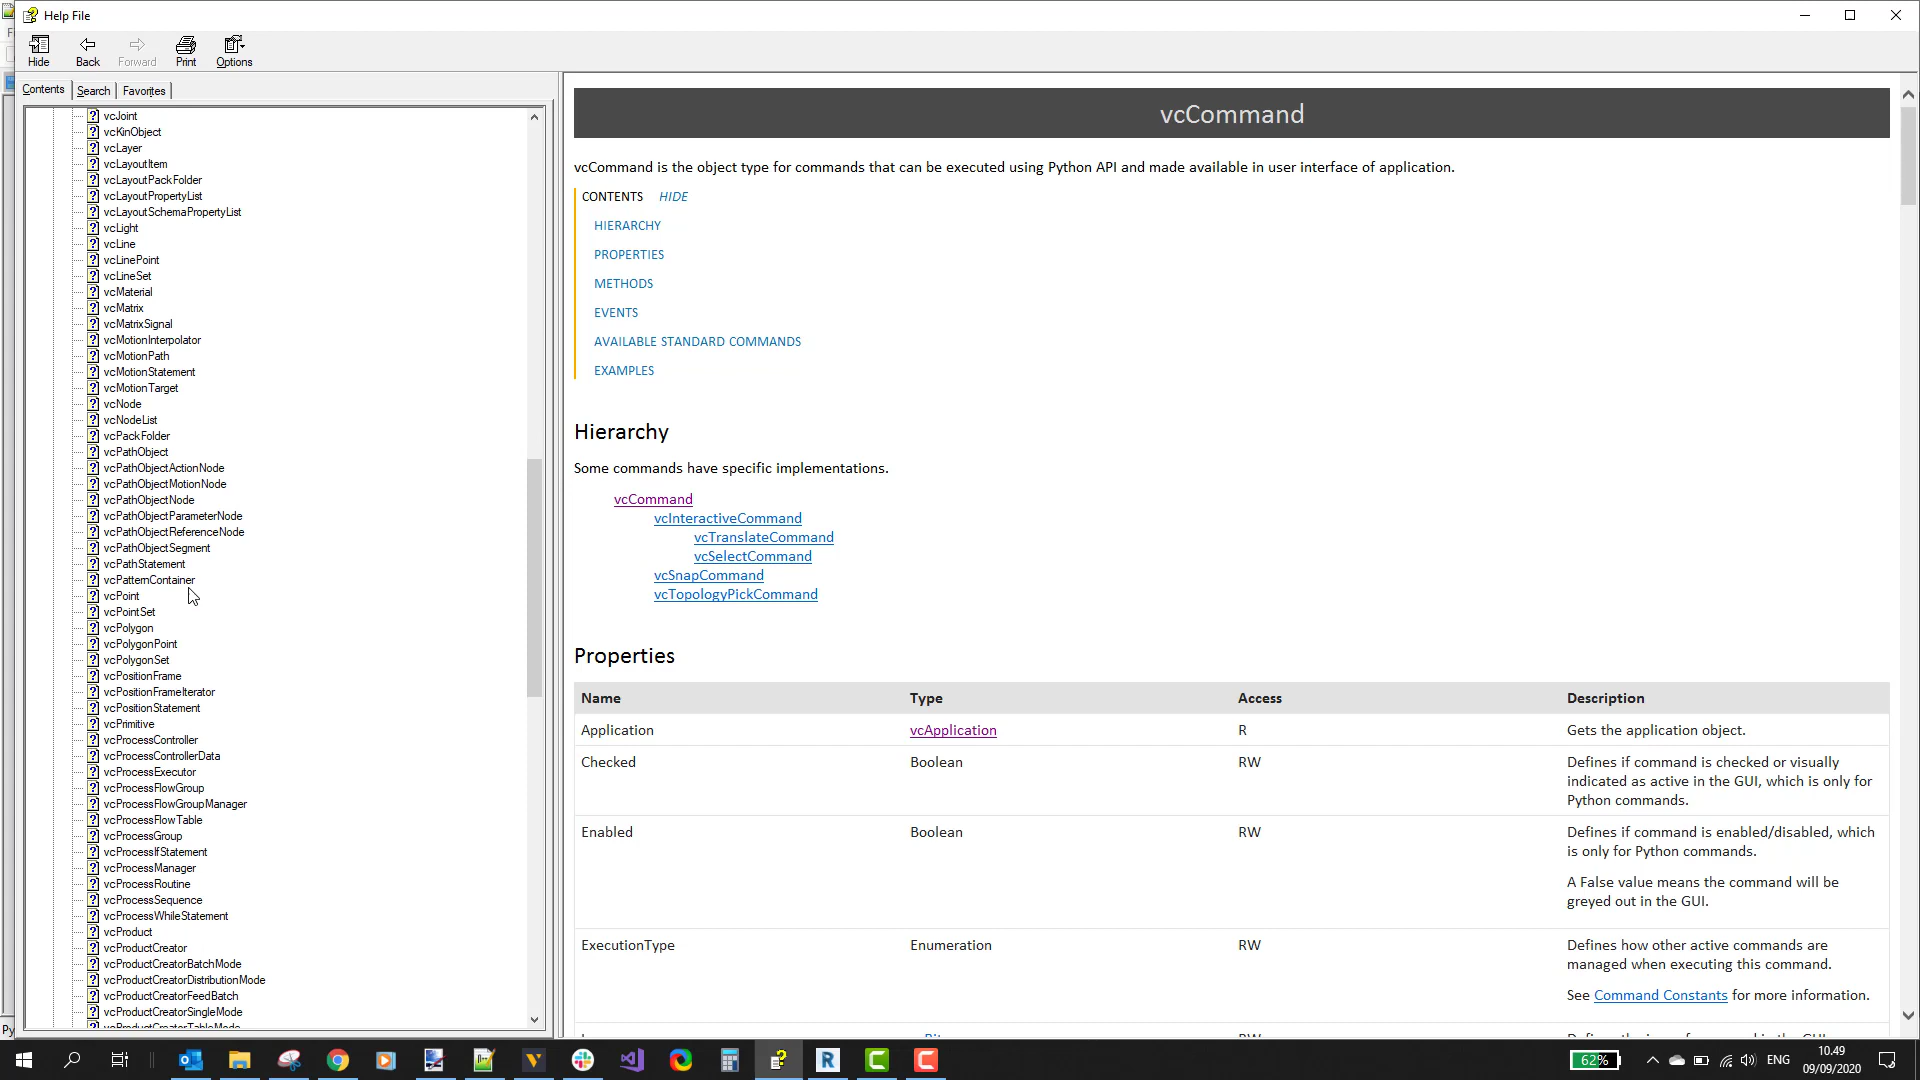 Help File
Hide
Back
Forward
Print
Options
Contents
Search
Favorites
vcJoint
vcKinObject
vcLayer
vcLayoutItem
vcLayoutPackFolder
vcLayoutPropertyList
vcLayoutSchemaPropertyList
vcLight
vcLine
vcLinePoint
vcLineSet
vcMaterial
vcMatrix
vcMatrixSignal
vcMotionInterpolator
vcMotionPath
vcMotionStatement
vcMotionTarget
vcNode
vcNodeList
vcPackFolder
vcPathObject
vcPathObjectActionNode
vcPathObjectMotionNode
vcPathObjectNode
vcPathObjectParameterNode
vcPathObjectReferenceNode
vcPathObjectSegment
vcPathStatement
vcPatternContainer
vcPoint
vcPointSet
vcPolygon
vcPolygonPoint
vcPolygonSet
vcPositionFrame
vcPositionFrameIterator
vcPositionStatement
vcPrimitive
vcProcessController
vcProcessControllerData
vcProcessExecutor
vcProcessFlowGroup
vcProcessFlowGroupManager
vcProcessFlowTable
vcProcessGroup
vcProcessIfStatement
vcProcessManager
vcProcessRoutine
vcProcessSequence
vcProcessWhileStatement
vcProduct
vcProductCreator
vcProductCreatorBatchMode
vcProductCreatorDistributionMode
vcProductCreatorFeedBatch
vcProductCreatorSingleMode
vcProductCreatorTableMode
vcCommand
vcCommand is the object type for commands that can be executed using Python API and made available in user interface of application.
CONTENTS HIDE
HIERARCHY
PROPERTIES
METHODS
EVENTS
AVAILABLE STANDARD COMMANDS
EXAMPLES
Hierarchy
Some commands have specific implementations.
vcCommand
vcInteractiveCommand
vcTranslateCommand
vcSelectCommand
vcSnapCommand
vcTopologyPickCommand
Properties
Name Type Access Description
Application vcApplication R Gets the application object.
Checked Boolean RW Defines if command is checked or visually
indicated as active in the GUI, which is only for
Python commands.
Enabled Boolean RW Defines if command is enabled/disabled, which
is only for Python commands.
A False value means the command will be
greyed out in the GUI.
ExecutionType Enumeration RW Defines how other active commands are
managed when executing this command.
See Command Constants for more information.
Py
62%
ENG
10.49
09/09/2020